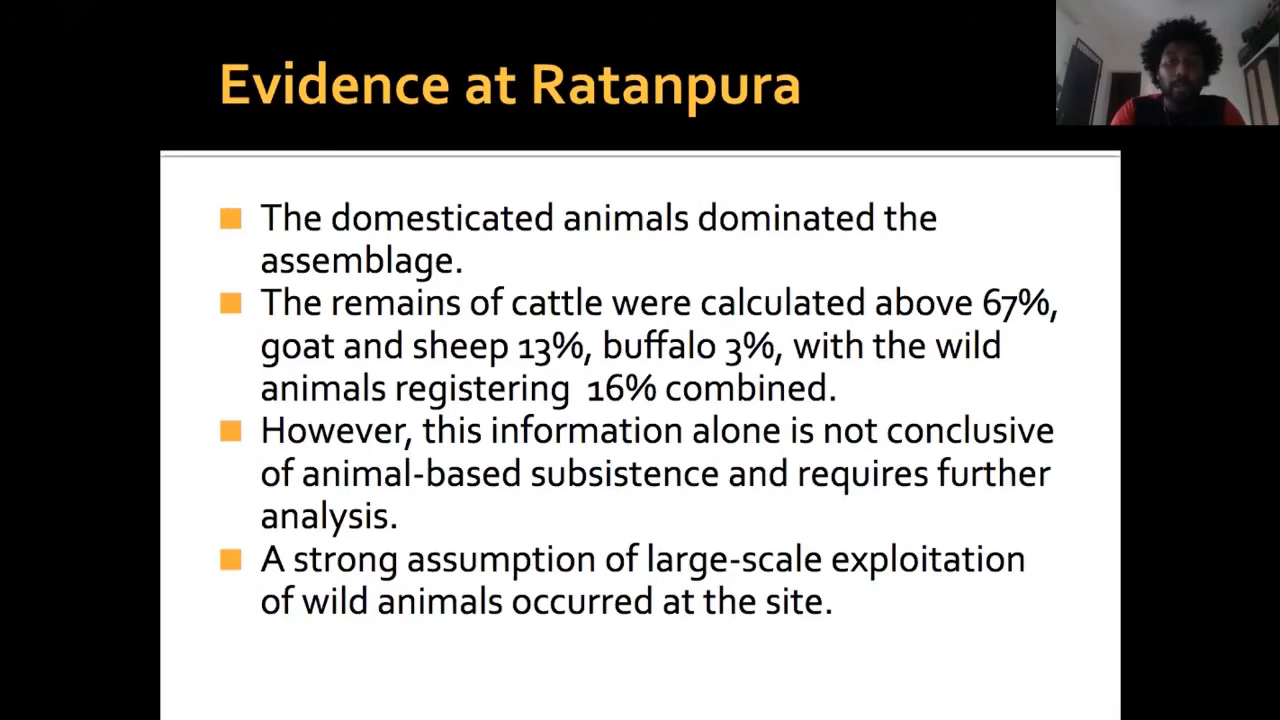 Evidence at Ratanpura
The domesticated animals dominated the
assemblage.
The remains of cattle were calculated above 67%,
goat and sheep 13%, buffalo 3%, with the wild
animals registering 16% combined.
However, this information alone is not conclusive
of animal-based subsistence and requires further
analysis.
A strong assumption of large-scale exploitation
of wild animals occurred at the site.